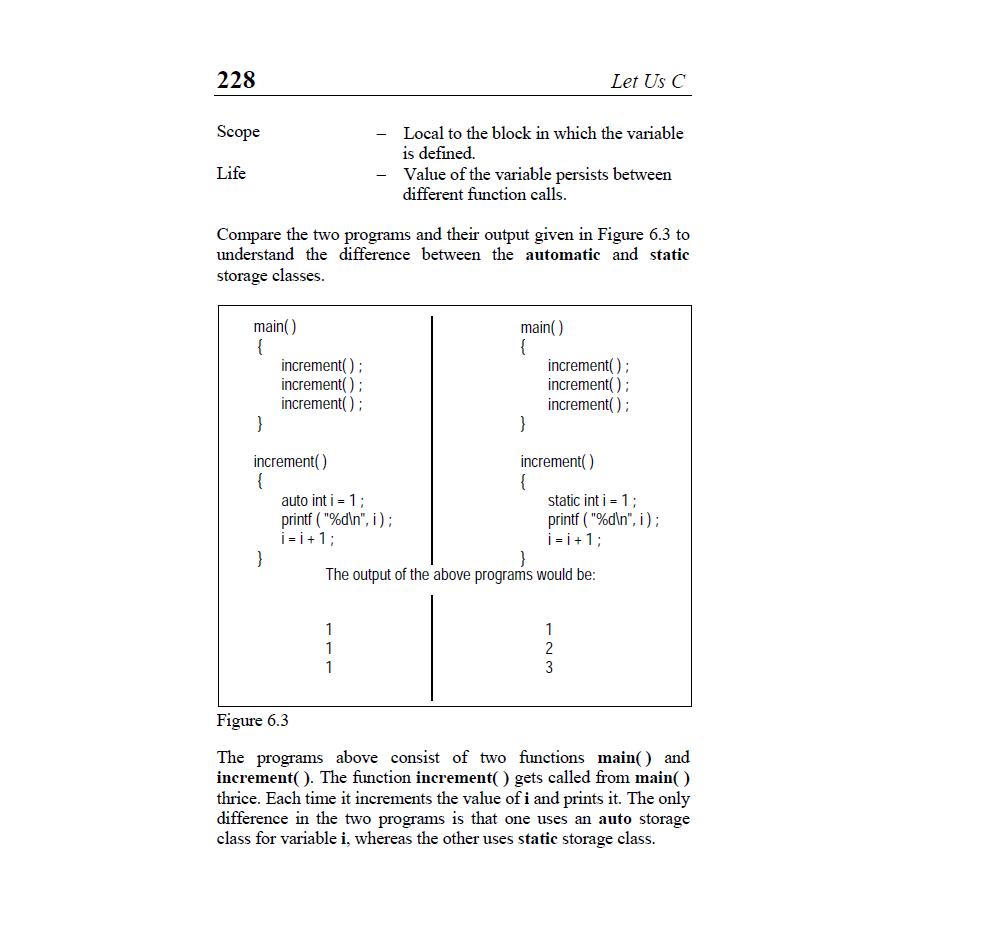 228 Let Us C
Scope – Local to the block in which the variable
is defined.
Life – Value of the variable persists between
different function calls.
Compare the two programs and their output given in Figure 6.3 to
understand the difference between the automatic and static
storage classes.
main( )
{
increment( ) ;
increment( ) ;
increment( ) ;
}
increment( )
{
auto int i = 1 ;
printf ( "%d\n", i ) ;
i = i + 1 ;
}
main( )
{
increment( ) ;
increment( ) ;
increment( ) ;
}
increment( )
{
static int i = 1 ;
printf ( "%d\n", i ) ;
i = i + 1 ;
}
The output of the above programs would be:
1
1
1
1
2
3
Figure 6.3
The programs above consist of two functions main( ) and
increment( ). The function increment( ) gets called from main( )
thrice. Each time it increments the value of i and prints it. The only
difference in the two programs is that one uses an auto storage
class for variable i, whereas the other uses static storage class.